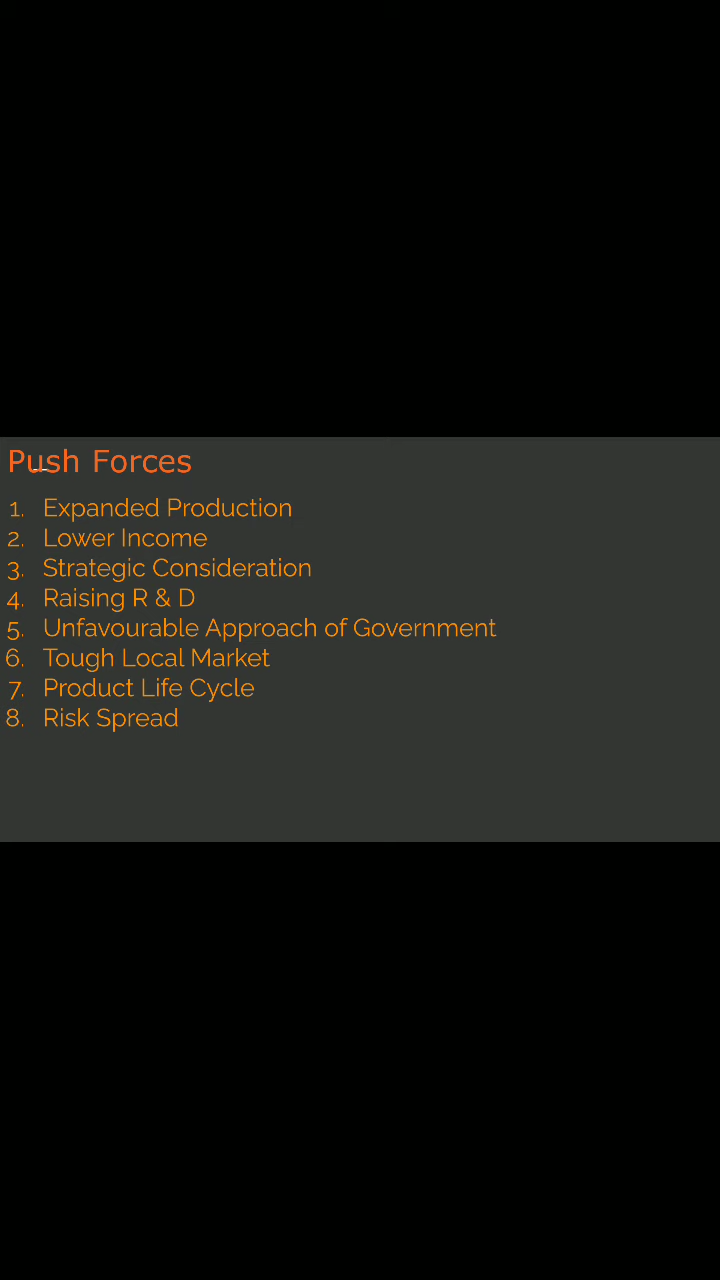 Push Forces
1. Expanded Production
2. Lower Income
3. Strategic Consideration
4. Raising R & D
5. Unfavourable Approach of Government
6. Tough Local Market
7. Product Life Cycle
8. Risk Spread